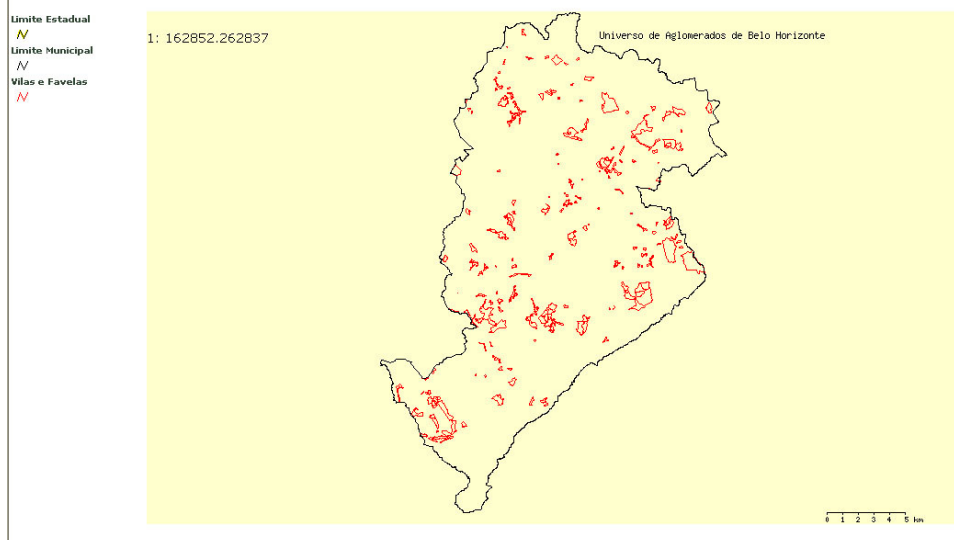 Limite Estadual
Limite Municipal
Vilas e Favelas
1: 162852.262837
Universo de Aglomerados de Belo Horizonte
0 1 2 3 4 5 km